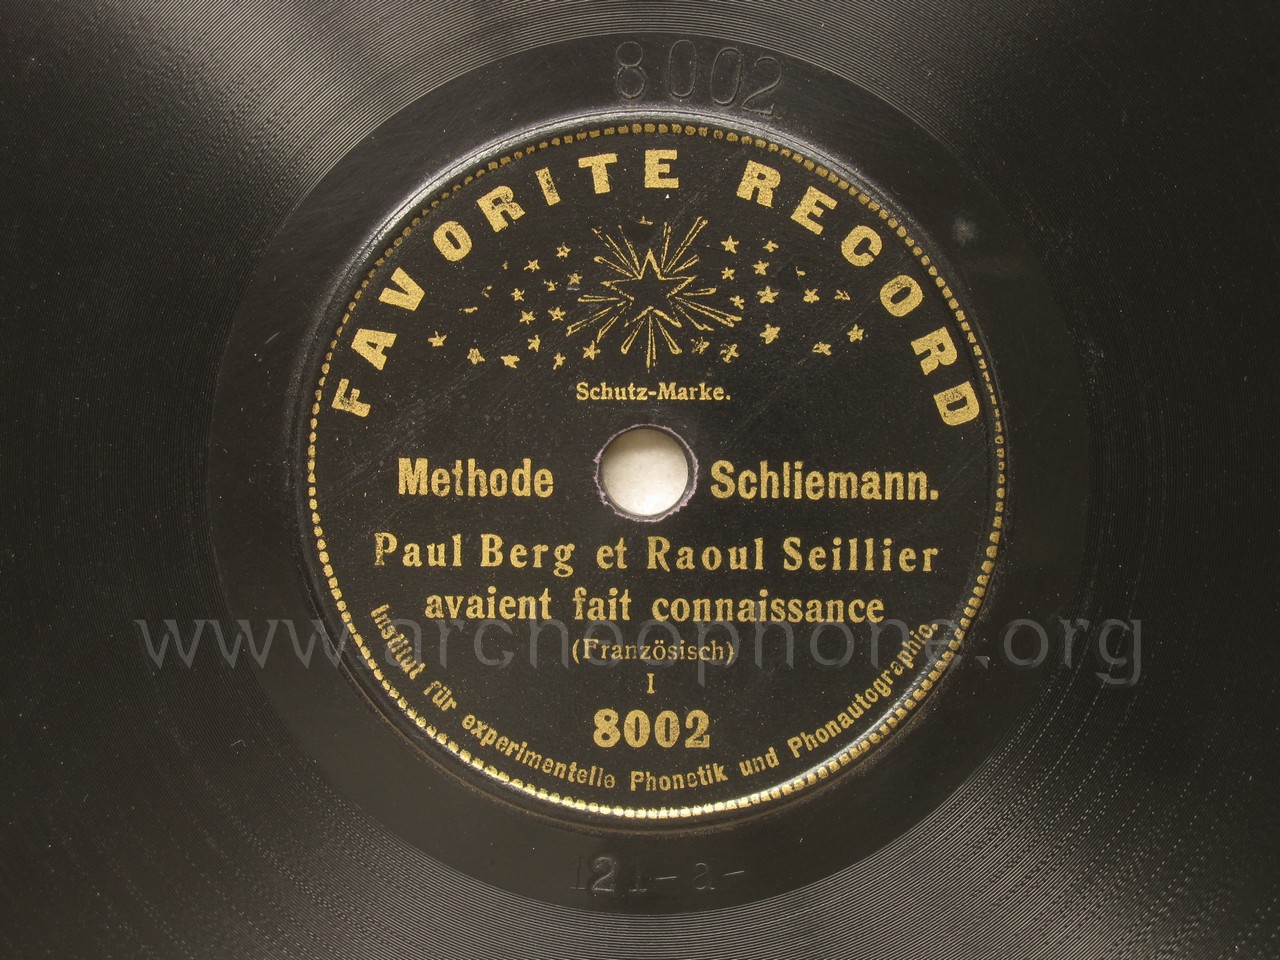 8002
FAVORITE RECORD
Schutz-Marke.
Methode Schliemann.
Paul Berg et Raoul Seillier
avaient fait connaissance
(Französisch)
I
8002
Institut für experimentelle Phonetik und Phonautographie.
www.archeophone.org
121-a-